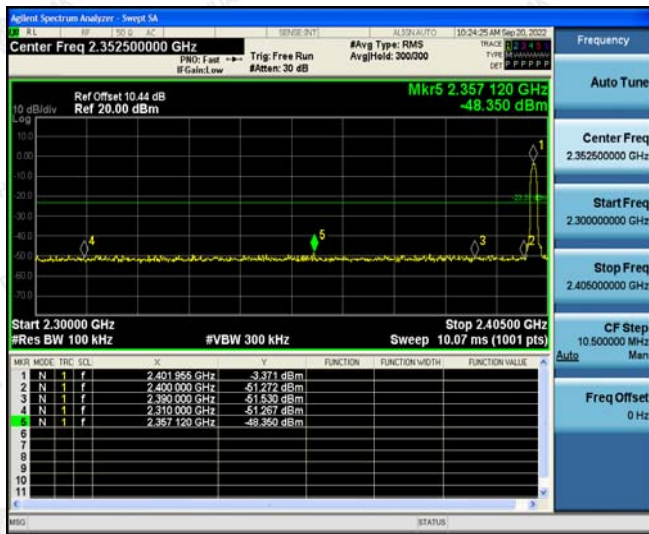 Agilent Spectrum Analyzer - Swept SA
RL RF 50 Ω AC SENSE:INT ALIGN AUTO 10:24:25 AM Sep 20, 2022
Center Freq 2.352500000 GHz
PNO: Fast
IFGain:Low
Trig: Free Run
#Atten: 30 dB
#Avg Type: RMS
Avg|Hold: 300/300
TRACE 1 2 3 4 5 6
TYPE
DET P P P P P P
Ref Offset 10.44 dB
Ref 20.00 dBm
10 dB/div
Log
Mkr5 2.357 120 GHz
-48.350 dBm
10.0
0.00
-10.0
-20.0
-30.0
-40.0
-50.0
-60.0
-70.0
1
2
3
4
5
Start 2.30000 GHz
Stop 2.40500 GHz
#Res BW 100 kHz
#VBW 300 kHz
Sweep 10.07 ms (1001 pts)
MKR MODE TRC SCL X Y FUNCTION FUNCTION WIDTH FUNCTION VALUE
1 N 1 f 2.401 955 GHz -3.371 dBm
2 N 1 f 2.400 000 GHz -51.272 dBm
3 N 1 f 2.390 000 GHz -51.530 dBm
4 N 1 f 2.310 000 GHz -51.267 dBm
5 N 1 f 2.357 120 GHz -48.350 dBm
6
7
8
9
10
11
MSG
STATUS
Frequency
Auto Tune
Center Freq
2.352500000 GHz
Start Freq
2.300000000 GHz
Stop Freq
2.405000000 GHz
CF Step
10.500000 MHz
Auto Man
Freq Offset
0 Hz